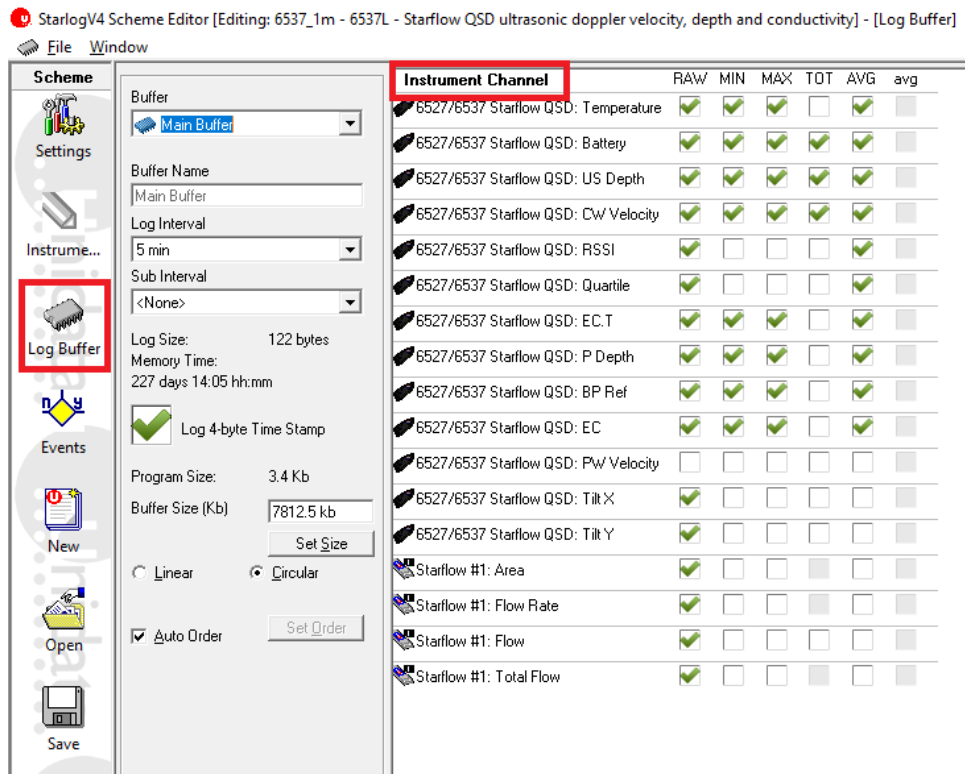 StarlogV4 Scheme Editor [Editing: 6537_1m - 6537L - Starflow QSD ultrasonic doppler velocity, depth and conductivity] - [Log Buffer]
File Window
Scheme
Settings
Instrume...
Log Buffer
Events
New
Open
Save
Buffer
Main Buffer
Buffer Name
Main Buffer
Log Interval
5 min
Sub Interval
<None>
Log Size: 122 bytes
Memory Time:
227 days 14:05 hh:mm
Log 4-byte Time Stamp
Program Size: 3.4 Kb
Buffer Size (Kb) 7812.5 kb
Set Size
Linear Circular
Auto Order Set Order
Instrument Channel RAW MIN MAX TOT AVG avg
6527/6537 Starflow QSD: Temperature
6527/6537 Starflow QSD: Battery
6527/6537 Starflow QSD: US Depth
6527/6537 Starflow QSD: CW Velocity
6527/6537 Starflow QSD: RSSI
6527/6537 Starflow QSD: Quartile
6527/6537 Starflow QSD: EC.T
6527/6537 Starflow QSD: P Depth
6527/6537 Starflow QSD: BP Ref
6527/6537 Starflow QSD: EC
6527/6537 Starflow QSD: PW Velocity
6527/6537 Starflow QSD: Tilt X
6527/6537 Starflow QSD: Tilt Y
Starflow #1: Area
Starflow #1: Flow Rate
Starflow #1: Flow
Starflow #1: Total Flow